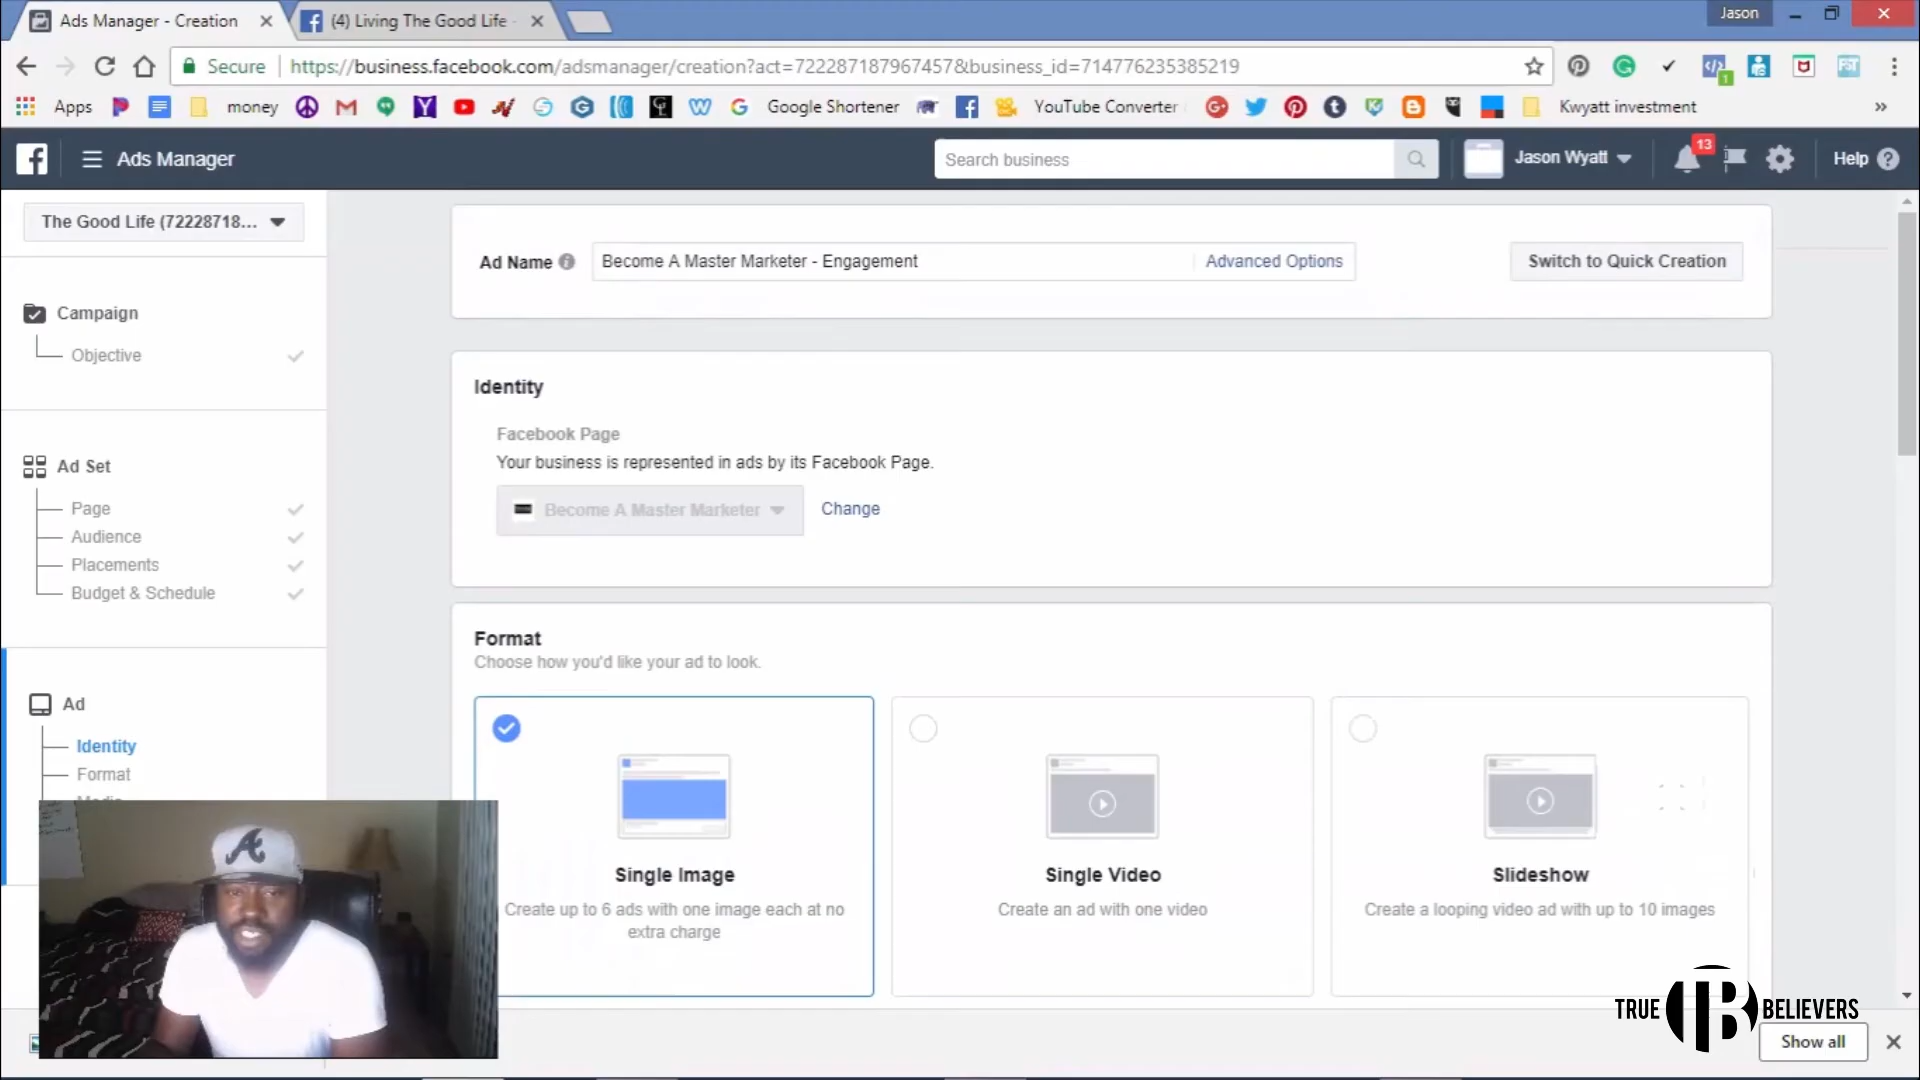 Ads Manager - Creation
(4) Living The Good Life -
Jason
Secure
https://business.facebook.com/adsmanager/creation?act=722287187967457&business_id=714776235385219
Apps
money
Google Shortener
YouTube Converter
Kwyatt investment
»
Ads Manager
Search business
Jason Wyatt
13
Help
The Good Life (72228718...
Campaign
Objective
Ad Set
Page
Audience
Placements
Budget & Schedule
Ad
Identity
Format
Media
Ad Name
Become A Master Marketer - Engagement
Advanced Options
Switch to Quick Creation
Identity
Facebook Page
Your business is represented in ads by its Facebook Page.
Become A Master Marketer
Change
Format
Choose how you'd like your ad to look.
Single Image
Create up to 6 ads with one image each at no
extra charge
Single Video
Create an ad with one video
Slideshow
Create a looping video ad with up to 10 images
TRUE B BELIEVERS
Show all